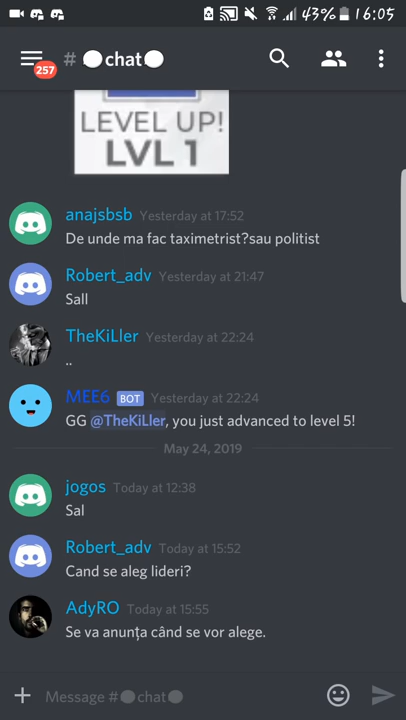 43% 16:05
257
# chat
LEVEL UP!
LVL 1
anajsbsb Yesterday at 17:52
De unde ma fac taximetrist?sau politist
Robert_adv Yesterday at 21:47
Sall
TheKiLler Yesterday at 22:24
..
MEE6 BOT Yesterday at 22:24
GG @TheKiLler, you just advanced to level 5!
May 24, 2019
jogos Today at 12:38
Sal
Robert_adv Today at 15:52
Cand se aleg lideri?
AdyRO Today at 15:55
Se va anunța când se vor alege.
Message #⚫chat⚫